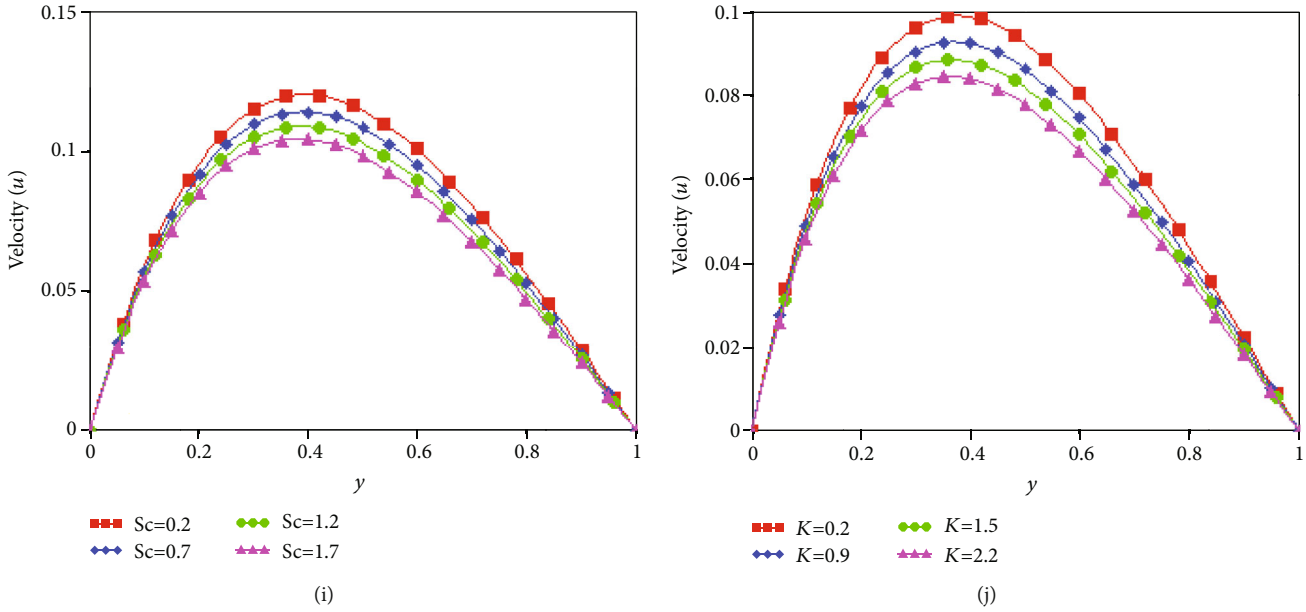 0.15
0.1
0.05
0
Velocity (u)
0 0.2 0.4 0.6 0.8 1
y
Sc=0.2 Sc=1.2
Sc=0.7 Sc=1.7
(i)
0.1
0.08
0.06
0.04
0.02
0
Velocity (u)
0 0.2 0.4 0.6 0.8 1
y
K=0.2 K=1.5
K=0.9 K=2.2
(j)